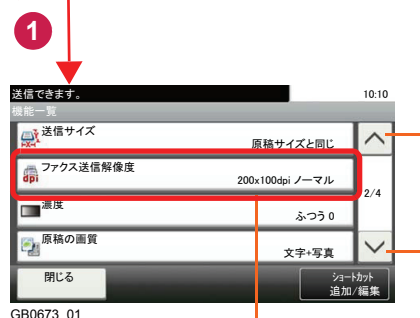 1
送信できます。 10:10
機能一覧
送信サイズ
原稿サイズと同じ
ファクス送信解像度
dpi
200x100dpi ノーマル
2/4
濃度
ふつう 0
原稿の画質
文字+写真
閉じる
ショートカット
追加/編集
GB0673_01